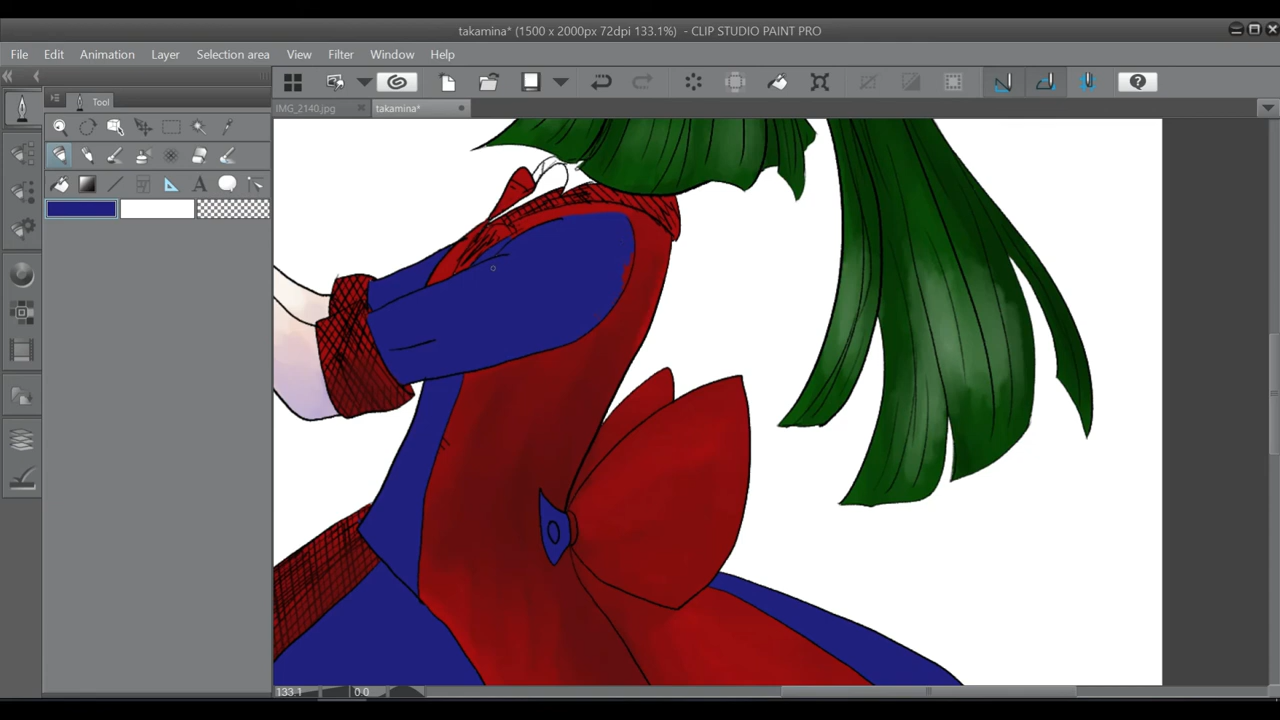 takamina* (1500 x 2000px 72dpi 133.1%)  - CLIP STUDIO PAINT PRO
File Edit Animation Layer Selection area View Filter Window Help
Tool
IMG_2140.jpg takamina*
133.1 0.0